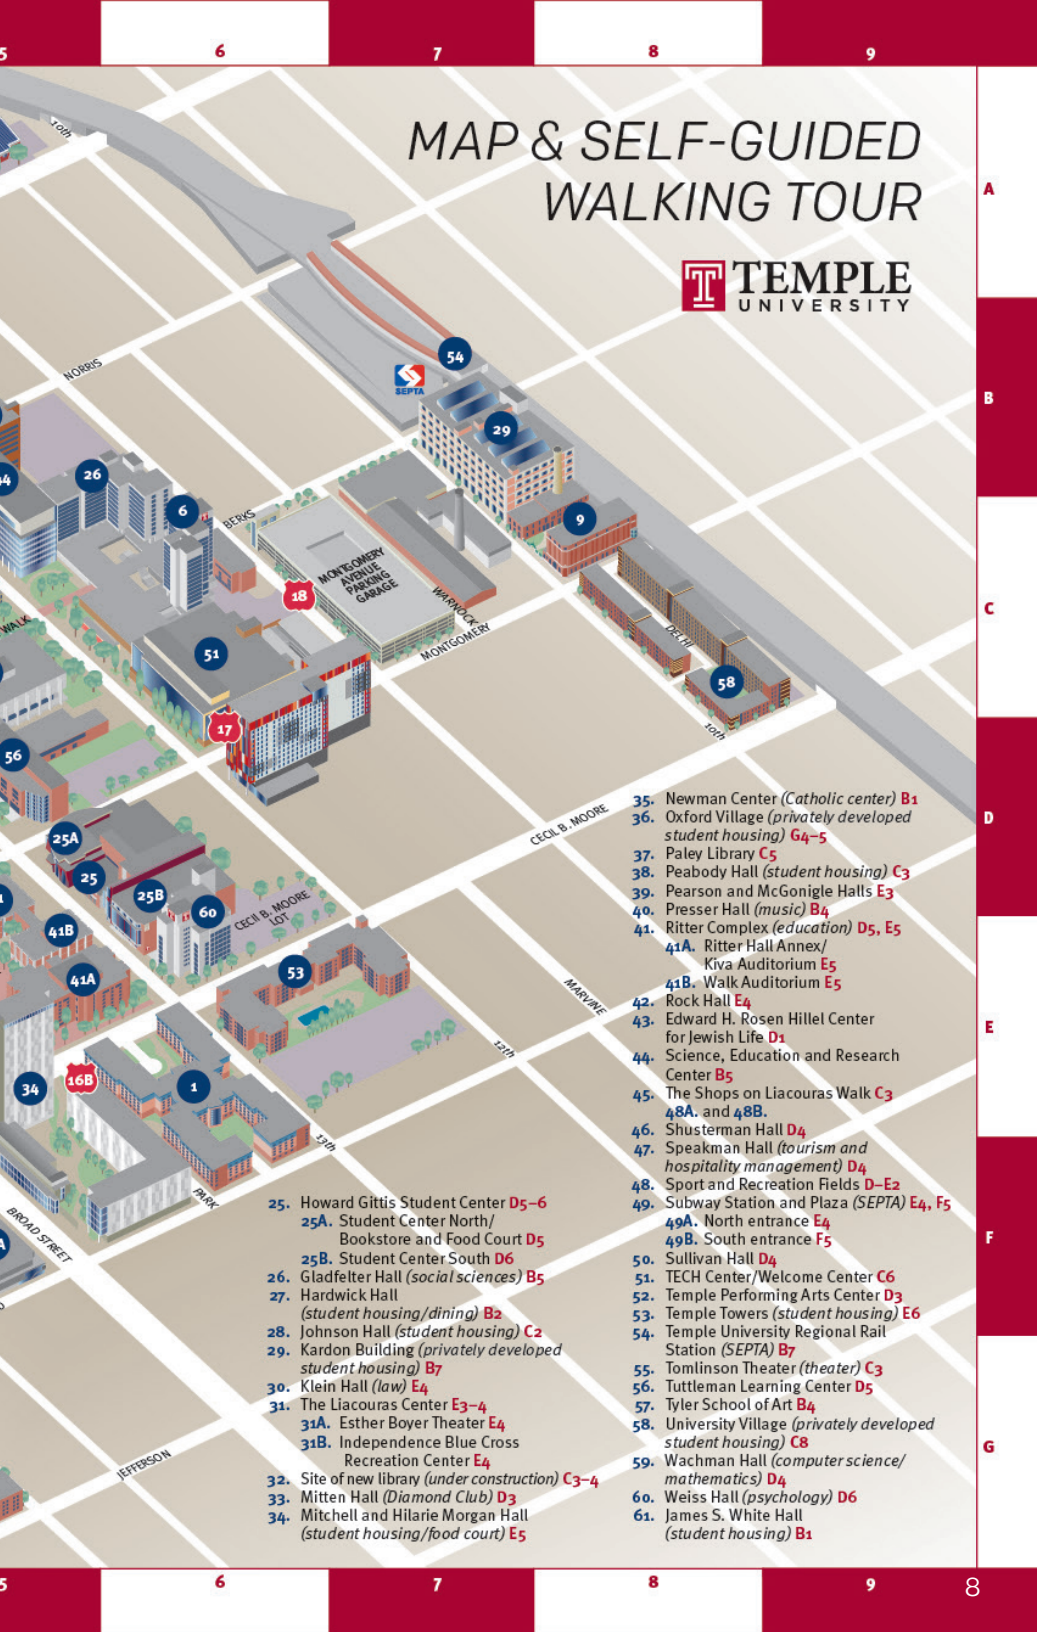 5
6
7
8
9
MAP & SELF-GUIDED
WALKING TOUR
TEMPLE
UNIVERSITY
A
B
C
D
E
F
G
10th
NORRIS
54
SEPTA
29
44
26
6
BERKS
9
MONTGOMERY
AVENUE
PARKING
GARAGE
18
WARNOCK
MONTGOMERY
WALK
51
DELHI
58
17
10th
56
CECIL B. MOORE
25A
25
25B
60
CECIL B. MOORE
LOT
41B
41A
53
MARVINE
12th
34
16B
1
13th
PARK
BROAD STREET
A
JEFFERSON
25. Howard Gittis Student Center D5–6
25A. Student Center North/
Bookstore and Food Court D5
25B. Student Center South D6
26. Gladfelter Hall (social sciences) B5
27. Hardwick Hall
(student housing/dining) B2
28. Johnson Hall (student housing) C2
29. Kardon Building (privately developed
student housing) B7
30. Klein Hall (law) E4
31. The Liacouras Center E3–4
31A. Esther Boyer Theater E4
31B. Independence Blue Cross
Recreation Center E4
32. Site of new library (under construction) C3–4
33. Mitten Hall (Diamond Club) D3
34. Mitchell and Hilarie Morgan Hall
(student housing/food court) E5
35. Newman Center (Catholic center) B1
36. Oxford Village (privately developed
student housing) G4–5
37. Paley Library C5
38. Peabody Hall (student housing) C3
39. Pearson and McGonigle Halls E3
40. Presser Hall (music) B4
41. Ritter Complex (education) D5, E5
41A. Ritter Hall Annex/
Kiva Auditorium E5
41B. Walk Auditorium E5
42. Rock Hall E4
43. Edward H. Rosen Hillel Center
for Jewish Life D1
44. Science, Education and Research
Center B5
45. The Shops on Liacouras Walk C3
48A. and 48B.
46. Shusterman Hall D4
47. Speakman Hall (tourism and
hospitality management) D4
48. Sport and Recreation Fields D–E2
49. Subway Station and Plaza (SEPTA) E4, F5
49A. North entrance E4
49B. South entrance F5
50. Sullivan Hall D4
51. TECH Center/Welcome Center C6
52. Temple Performing Arts Center D3
53. Temple Towers (student housing) E6
54. Temple University Regional Rail
Station (SEPTA) B7
55. Tomlinson Theater (theater) C3
56. Tuttleman Learning Center D5
57. Tyler School of Art B4
58. University Village (privately developed
student housing) C8
59. Wachman Hall (computer science/
mathematics) D4
60. Weiss Hall (psychology) D6
61. James S. White Hall
(student housing) B1
5
6
7
8
9
8